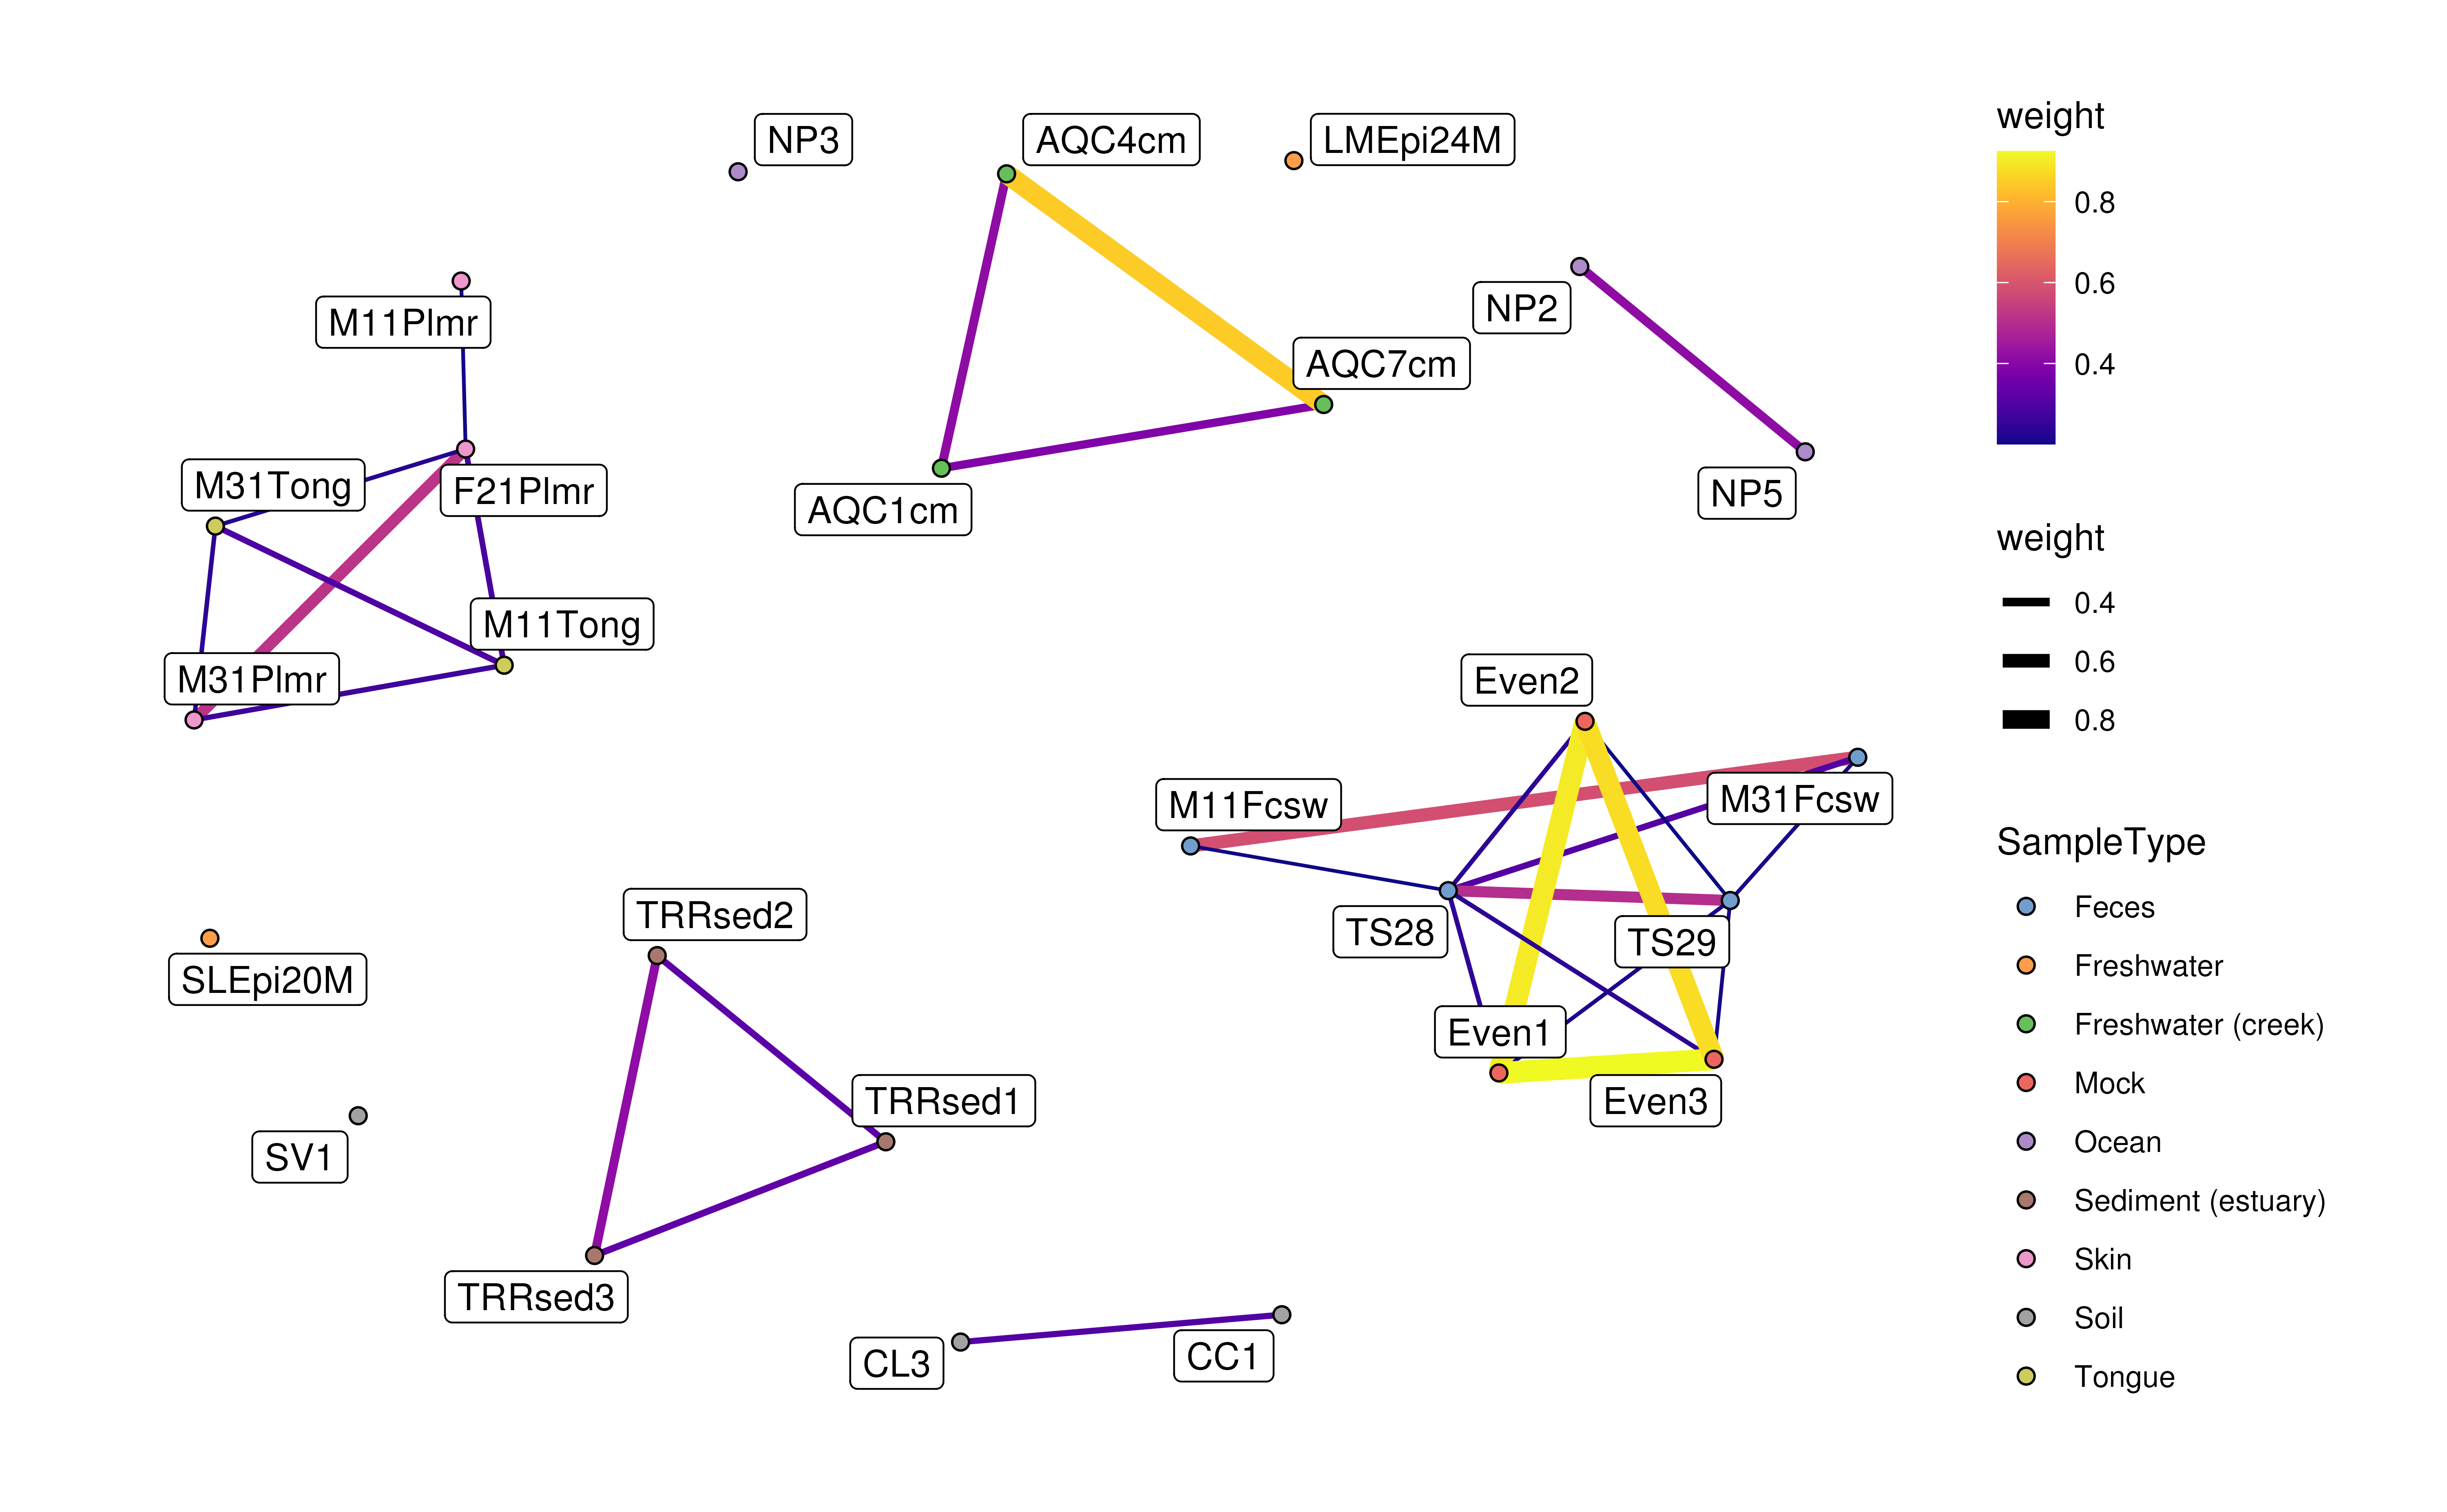 NP3
AQC4cm
LMEpi24M
M11Plmr
NP2
AQC7cm
M31Tong
F21Plmr
AQC1cm
NP5
M11Tong
M31Plmr
Even2
M11Fcsw
M31Fcsw
TRRsed2
TS28
TS29
SLEpi20M
Even1
TRRsed1
Even3
SV1
TRRsed3
CL3
CC1
weight
0.8
0.6
0.4
weight
0.4
0.6
0.8
SampleType
Feces
Freshwater
Freshwater (creek)
Mock
Ocean
Sediment (estuary)
Skin
Soil
Tongue